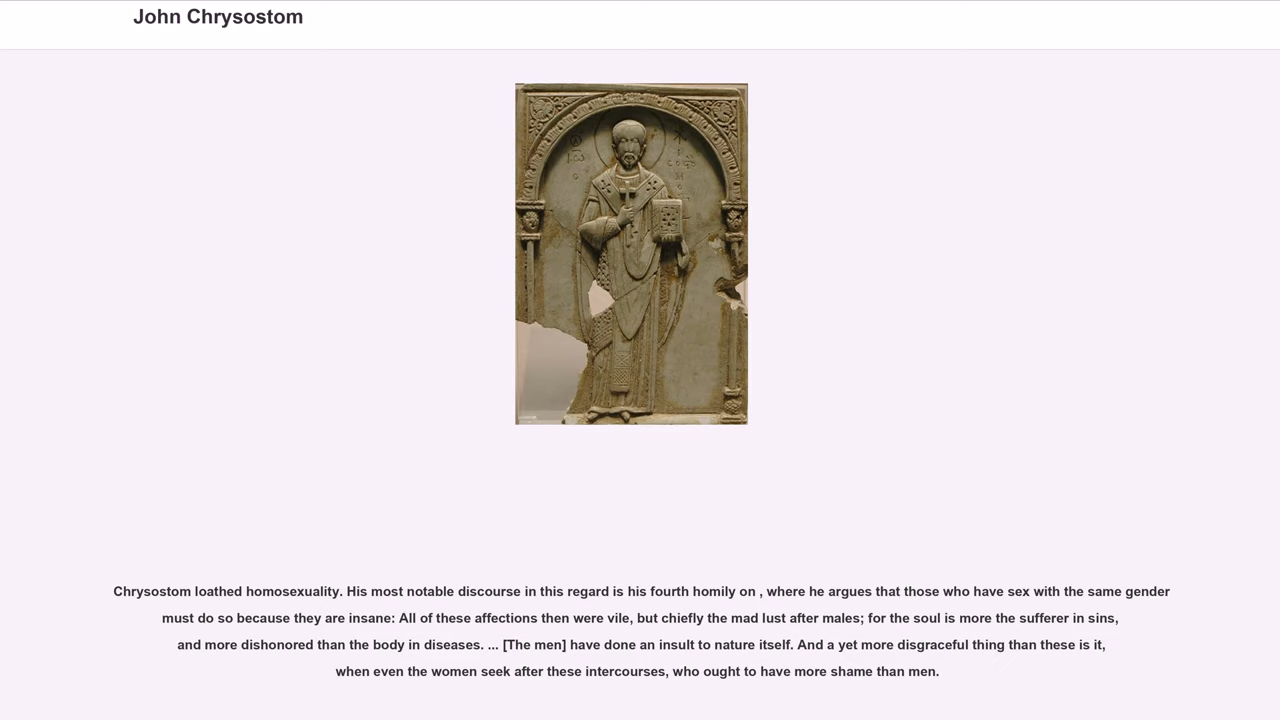 John Chrysostom
Chrysostom loathed homosexuality. His most notable discourse in this regard is his fourth homily on , where he argues that those who have sex with the same gender
must do so because they are insane: All of these affections then were vile, but chiefly the mad lust after males; for the soul is more the sufferer in sins,
and more dishonored than the body in diseases. ... [The men] have done an insult to nature itself. And a yet more disgraceful thing than these is it,
when even the women seek after these intercourses, who ought to have more shame than men.